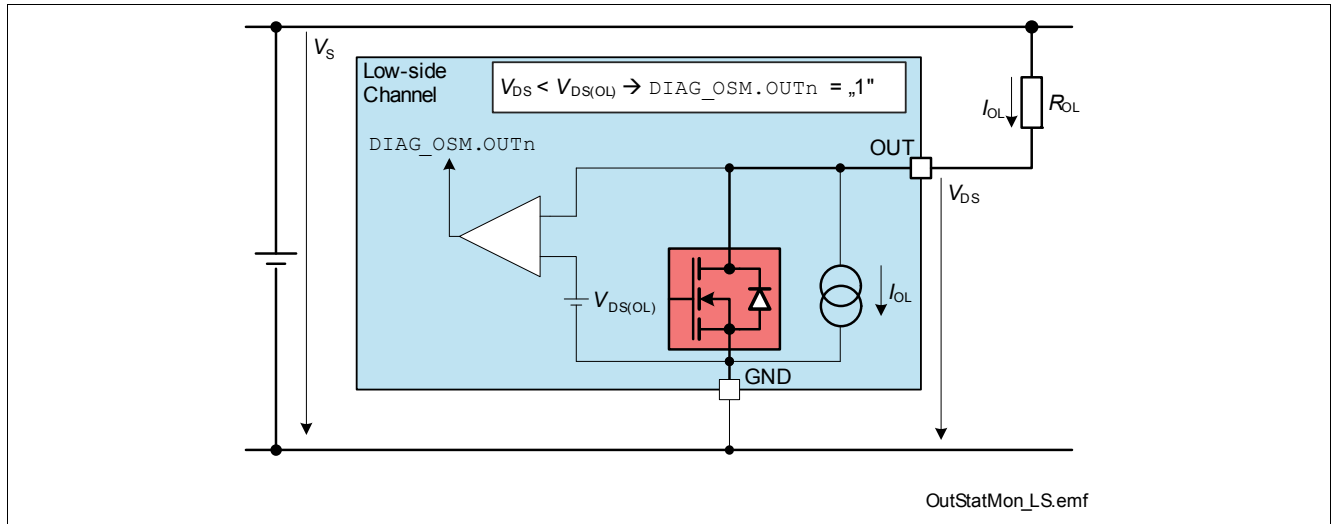 VS
Low-side
Channel
VDS < VDS(OL) → DIAG_OSM.OUTn = „1"
DIAG_OSM.OUTn
OUT
IOL
ROL
VDS
VDS(OL)
IOL
GND
OutStatMon_LS.emf